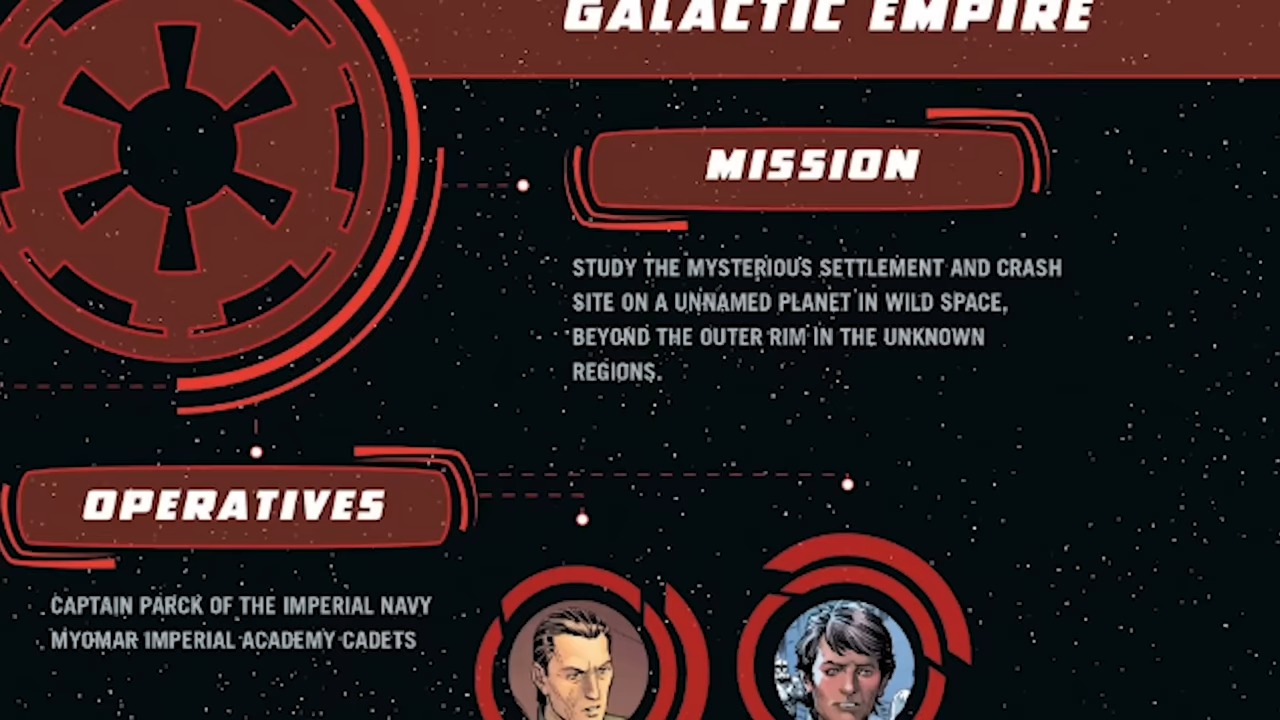 GALACTIC EMPIRE
MISSION
STUDY THE MYSTERIOUS SETTLEMENT AND CRASH
SITE ON A UNNAMED PLANET IN WILD SPACE,
BEYOND THE OUTER RIM IN THE UNKNOWN
REGIONS.
OPERATIVES
CAPTAIN PARCK OF THE IMPERIAL NAVY
MYOMAR IMPERIAL ACADEMY CADETS